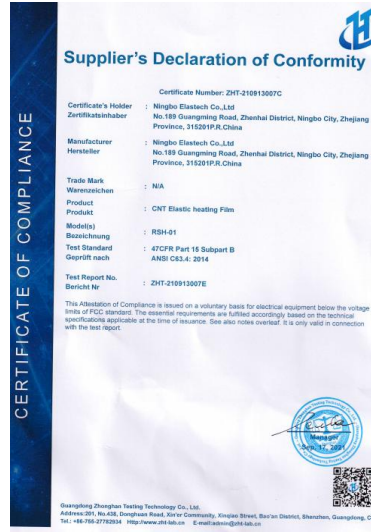 CERTIFICATE OF COMPLIANCE
Supplier's Declaration of Conformity
Certificate Number: ZHT-210913007C
Certificate's Holder : Ningbo Elastech Co.,Ltd
Zertifikatsinhaber No.189 Guangming Road, Zhenhai District, Ningbo City, Zhejiang
Province, 315201P.R.China
Manufacturer : Ningbo Elastech Co.,Ltd
Hersteller No.189 Guangming Road, Zhenhai District, Ningbo City, Zhejiang
Province, 315201P.R.China
Trade Mark
Warenzeichen : N/A
Product
Produkt : CNT Elastic heating Film
Model(s)
Bezeichnung : RSH-01
Test Standard : 47CFR Part 15 Subpart B
Geprüft nach ANSI C63.4: 2014
Test Report No.
Bericht Nr : ZHT-210913007E
This Attestation of Compliance is issued on a voluntary basis for electrical equipment below the voltage
limits of FCC standard. The essential requirements are fulfilled accordingly based on the technical
specifications applicable at the time of issuance. See also notes overleaf. It is only valid in connection
with the test report.
Manager
Sep. 17, 2021
Guangdong Zhonghan Testing Technology Co., Ltd.
Address:201, No.438, Donghuan Road, Xin'er Community, Xinqiao Street, Bao'an District, Shenzhen, Guangdong, C
Tel.: +86-755-27782934 Http://www.zht-lab.cn E-mail:admin@zht-lab.cn